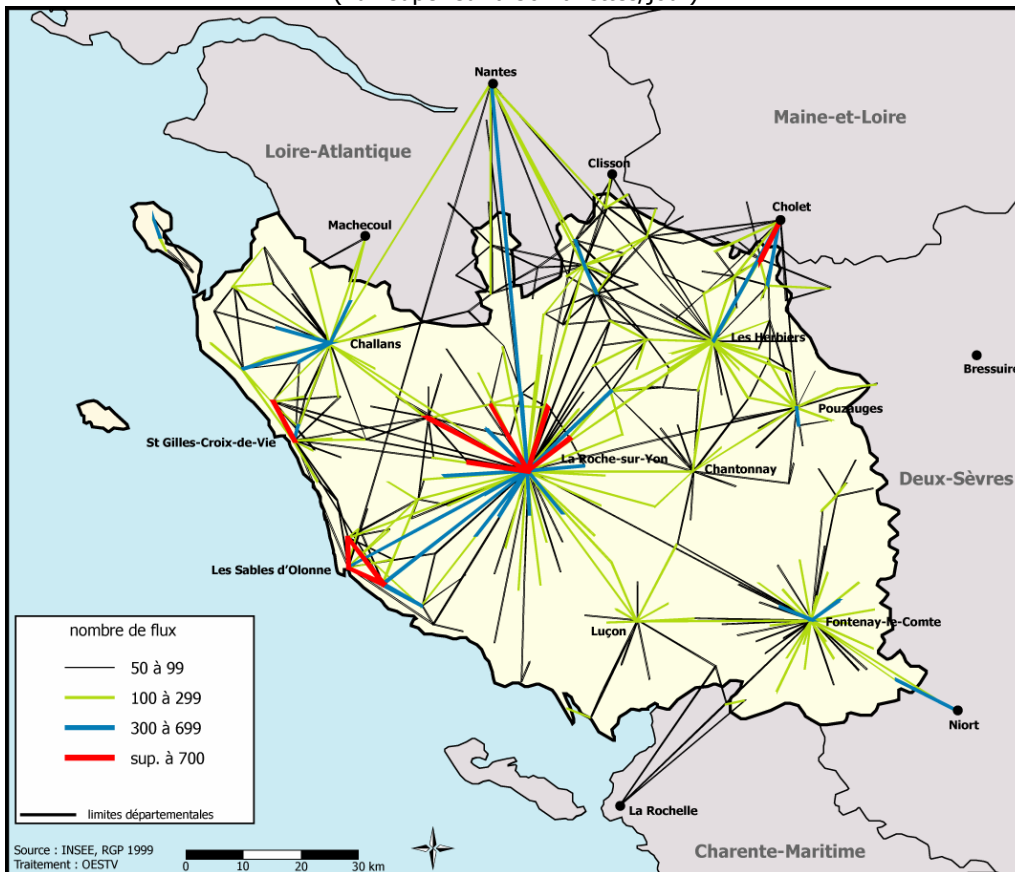 Nantes
Maine-et-Loire
Loire-Atlantique
Clisson
Cholet
Machecoul
Les Herbiers
Challans
Bressuire
Pouzauges
St Gilles-Croix-de-Vie
La Roche-sur-Yon
Chantonnay
Deux-Sèvres
Les Sables d'Olonne
Luçon
Fontenay-le-Comte
nombre de flux
50 à 99
100 à 299
300 à 699
sup. à 700
limites départementales
Niort
La Rochelle
Charente-Maritime
Source : INSEE, RGP 1999
Traitement : OESTV
0 10 20 30 km